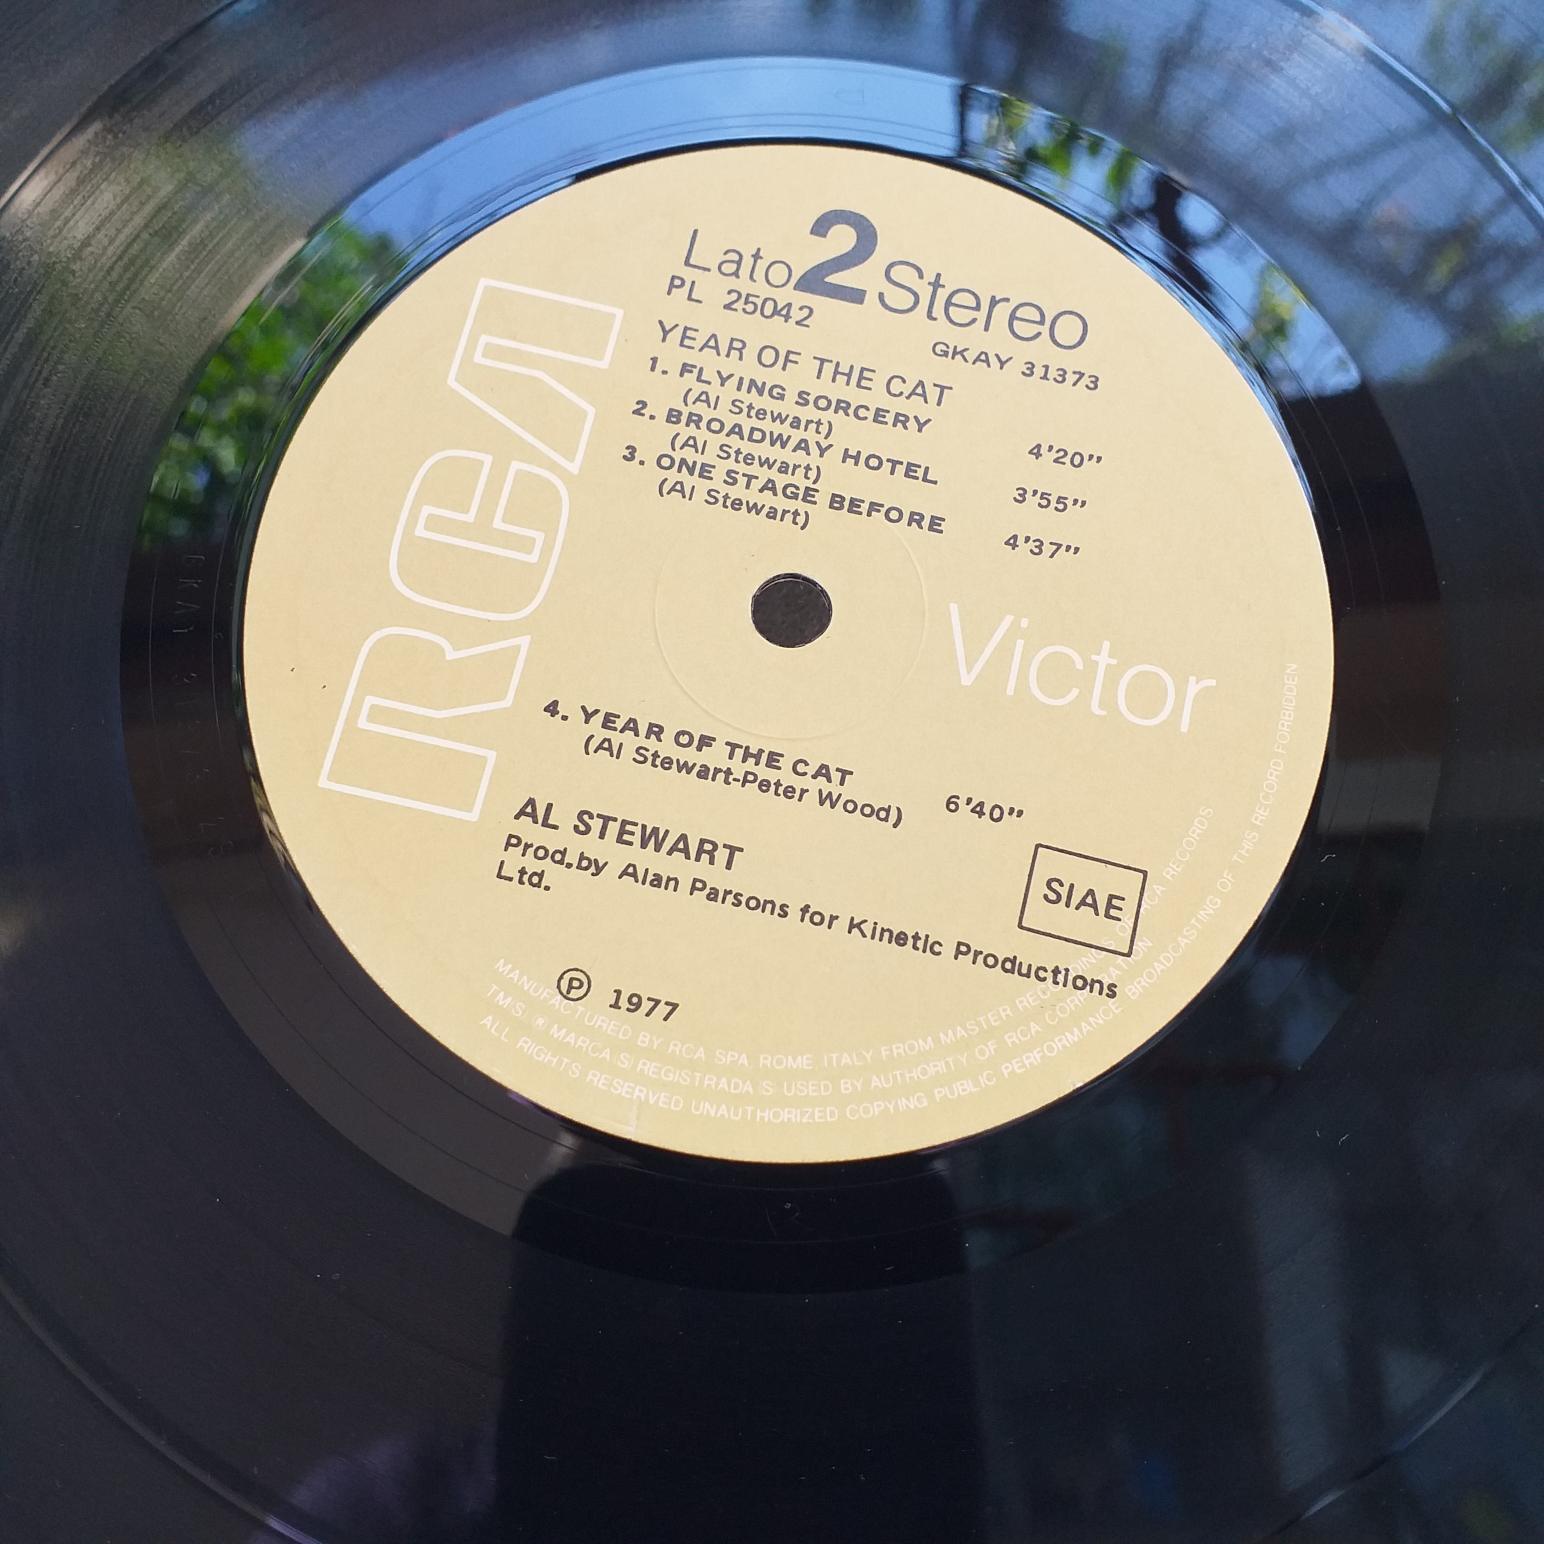 Lato 2 Stereo
PL 25042
GKAY 31373
YEAR OF THE CAT
1. FLYING SORCERY 4'20"
(Al Stewart)
2. BROADWAY HOTEL 3'55"
(Al Stewart)
3. ONE STAGE BEFORE 4'37"
(Al Stewart)
RCA
Victor
4. YEAR OF THE CAT
(Al Stewart-Peter Wood) 6'40"
AL STEWART
Prod.by Alan Parsons for Kinetic Productions
Ltd.
SIAE
Ⓟ 1977
MANUFACTURED BY RCA SPA. ROME, ITALY FROM MASTER RECORDINGS OF RCA RECORDS
TM'S ® MARCA'S REGISTRADA'S USED BY AUTHORITY OF RCA CORPORATION
ALL RIGHTS RESERVED UNAUTHORIZED COPYING PUBLIC PERFORMANCE BROADCASTING OF THIS RECORD FORBIDDEN